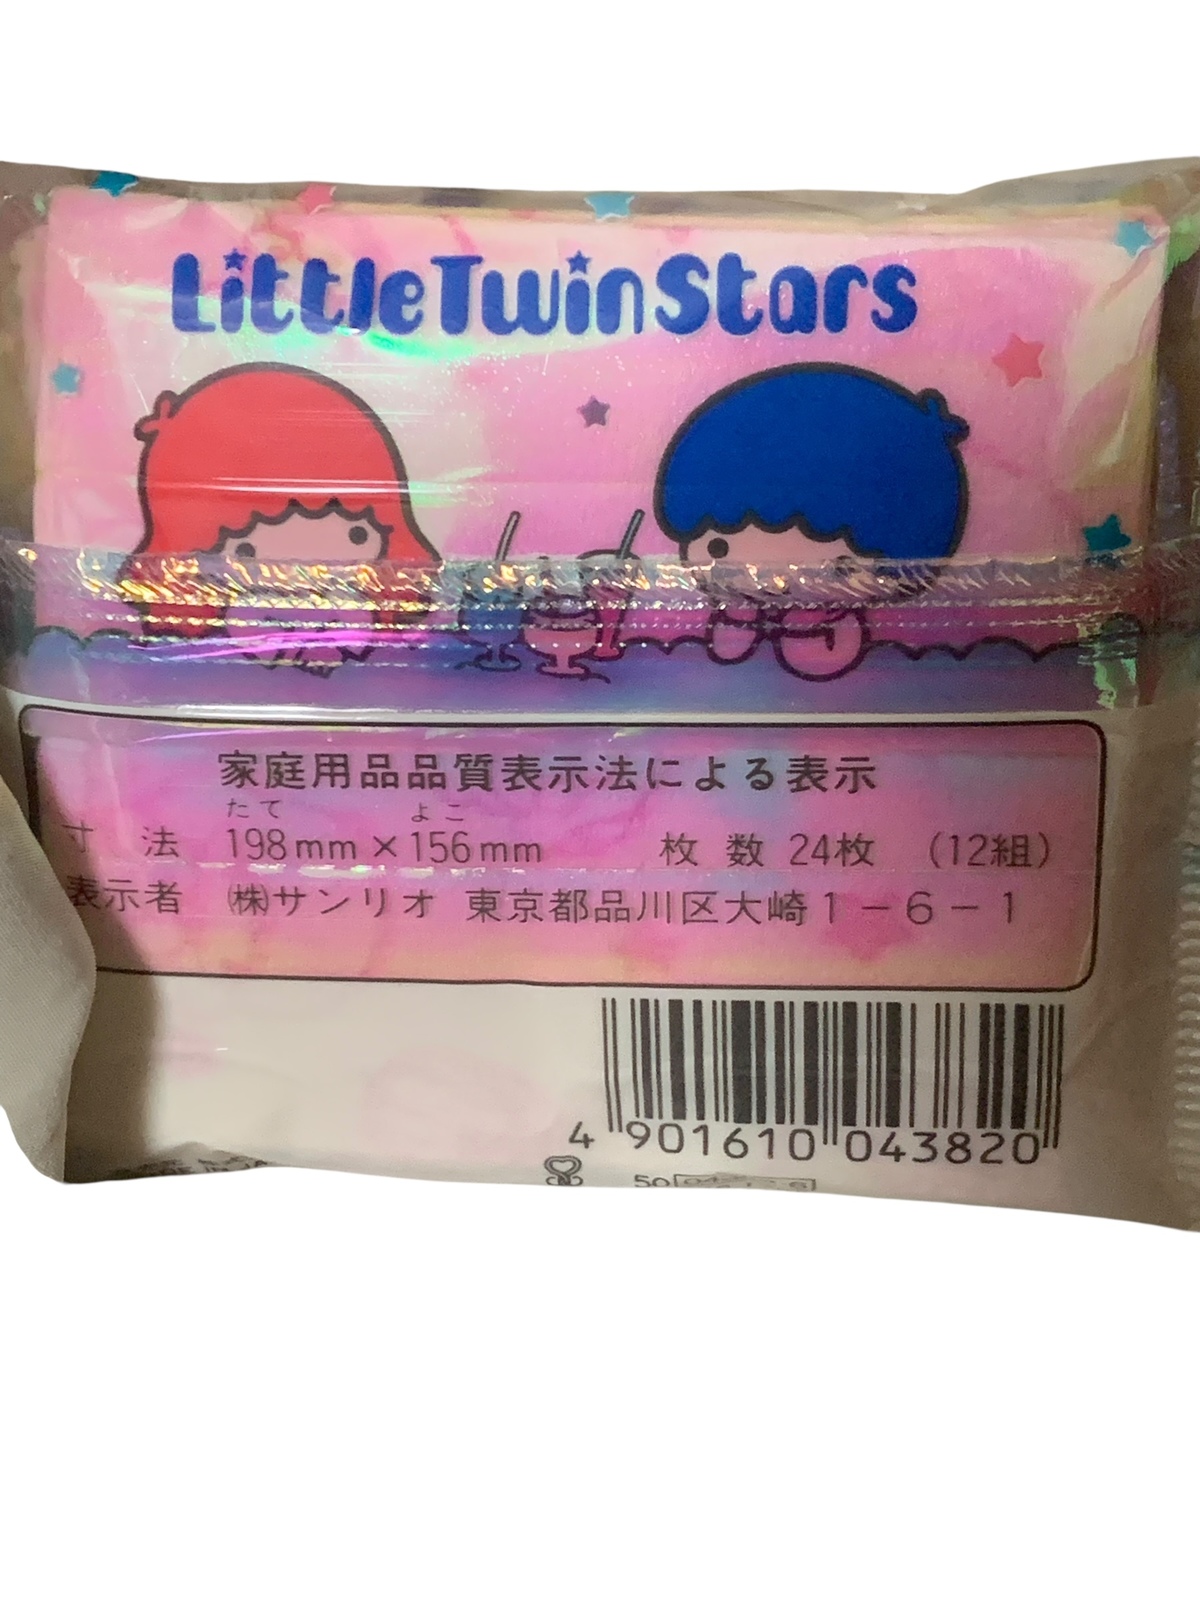 LittleTwinStars
家庭用品品質表示法による表示
たて よこ
寸 法 198mm×156mm 枚 数 24枚 (12組)
表示者 ㈱サンリオ 東京都品川区大崎1-6-1
4 901610 043820
50